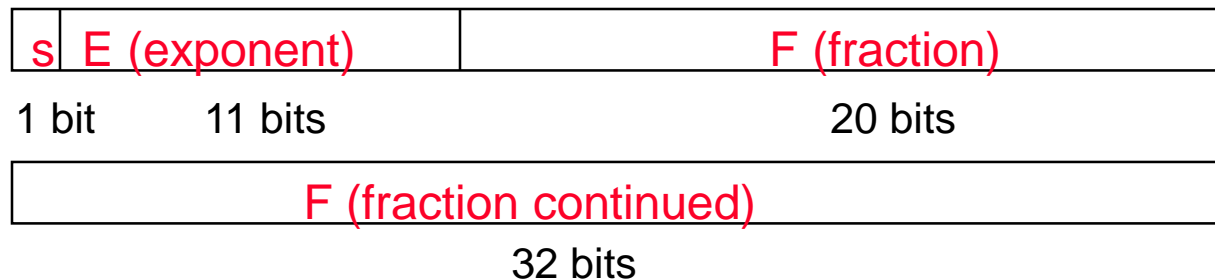 s E (exponent) F (fraction)
1 bit 11 bits 20 bits
F (fraction continued)
32 bits